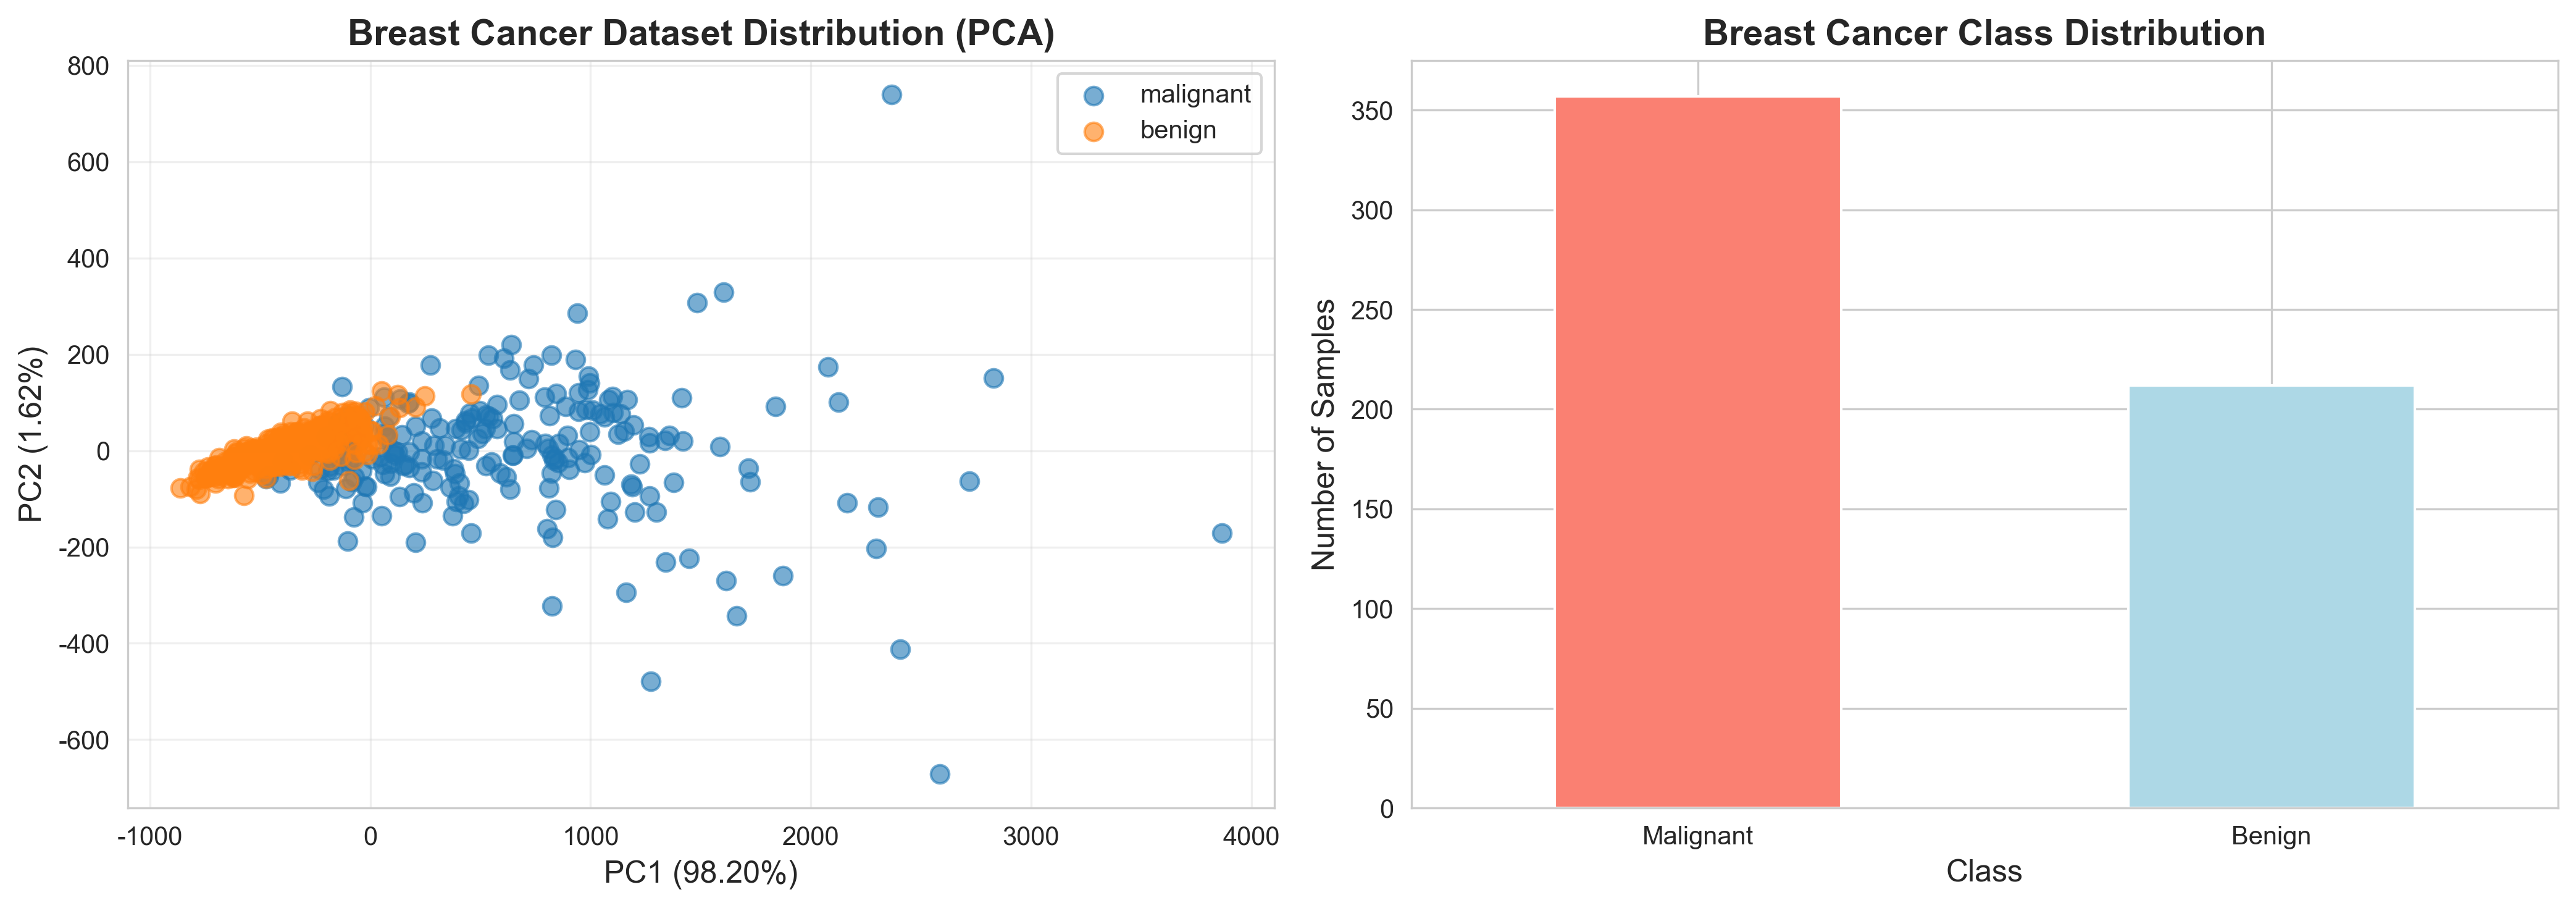 Breast Cancer Dataset Distribution (PCA)
800
600
400
200
0
-200
-400
-600
PC2 (1.62%)
malignant
benign
-1000 0 1000 2000 3000 4000
PC1 (98.20%)
Breast Cancer Class Distribution
350
300
250
200
150
100
50
0
Number of Samples
Malignant Benign
Class